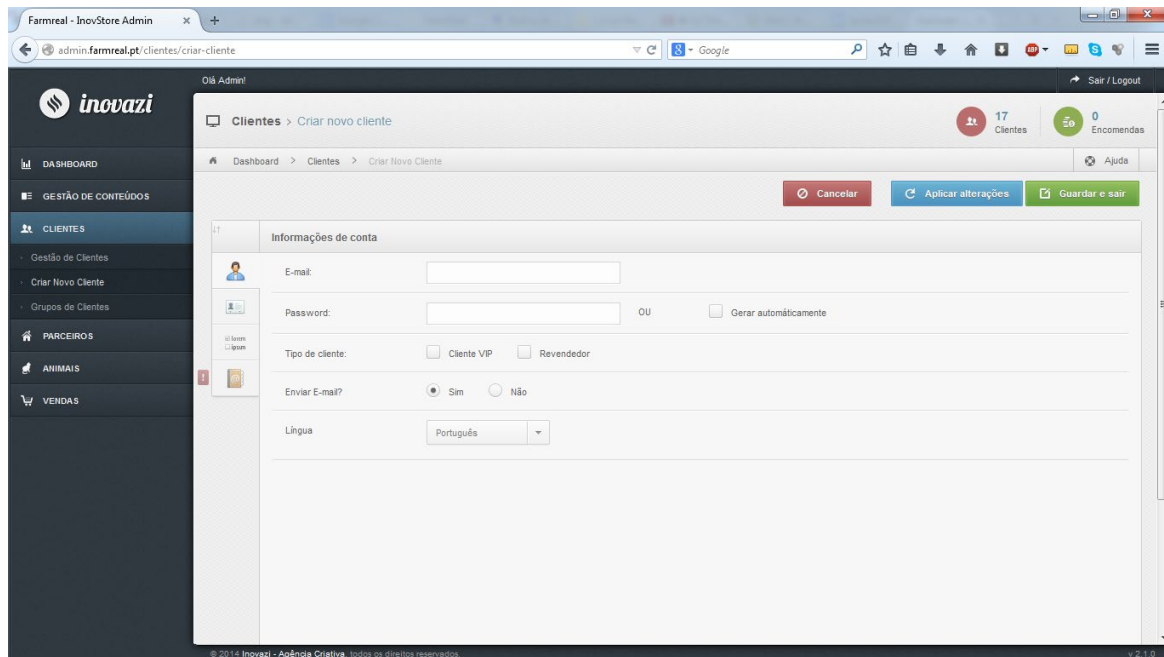 Farmreal - InovStore Admin
admin.farmreal.pt/clientes/criar-cliente
Google
inovazi
Olá Admin!
Sair / Logout
Clientes > Criar novo cliente
17
Clientes
0
Encomendas
Dashboard > Clientes > Criar Novo Cliente
Ajuda
Cancelar
Aplicar alterações
Guardar e sair
DASHBOARD
GESTÃO DE CONTEÚDOS
CLIENTES
Gestão de Clientes
Criar Novo Cliente
Grupos de Clientes
PARCEIROS
ANIMAIS
VENDAS
Informações de conta
E-mail:
Password:
OU
Gerar automáticamente
Tipo de cliente:
Cliente VIP
Revendedor
Enviar E-mail?
Sim
Não
Língua
Português
lorem
ipsum
© 2014 Inovazi - Agência Criativa, todos os direitos reservados.
v 2.1.0